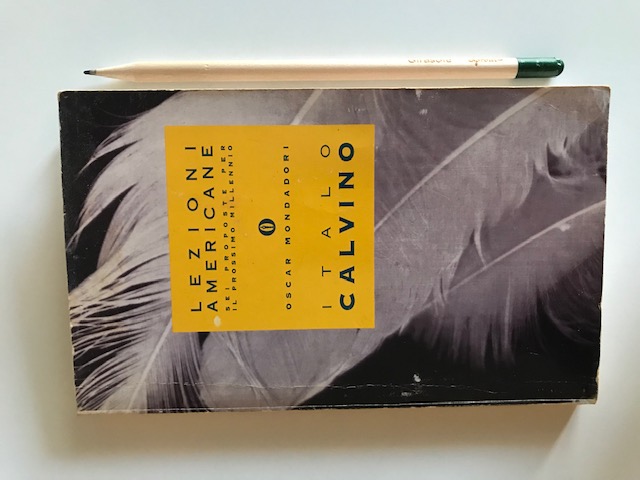 LEZIONI
AMERICANE
SEI PROPOSTE PER
IL PROSSIMO MILLENNIO
OSCAR MONDADORI
ITALO
CALVINO